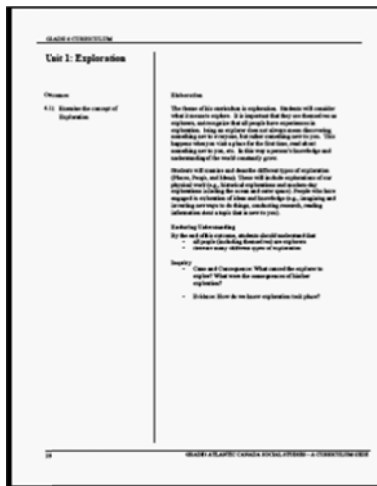 GRADE 4 CURRICULUM
Unit 1: Exploration
Outcomes
4.1.1 Examine the concept of
Exploration
Elaboration
The theme of this curriculum is exploration. Students will consider
what it means to explore. It is important that they see themselves as
explorers, and recognize that all people have experiences in
exploration. being an explorer does not always mean discovering
something new to everyone, but rather something new to you. This
happens when you visit a place for the first time, read about
something new to you, etc. In this way a person's knowledge and
understanding of the world constantly grow.
Students will examine and describe different types of exploration
(Places, People, and Ideas). These will include explorations of our
physical world (e.g., historical explorations and modern day
explorations including the ocean and outer space). People who have
engaged in exploration of ideas and knowledge (e.g., imagining and
inventing new ways to do things, conducting research, reading
information about a topic that is new to you).
Enduring Understanding
By the end of this outcome, students should understand that
• all people (including themselves) are explorers
• there are many different types of exploration
Inquiry
• Cause and Consequence: What caused the explorer to
explore? What were the consequences of his/her
exploration?
• Evidence: How do we know exploration took place?
ATLANTIC CANADA SOCIAL STUDIES – A CURRICULUM GUIDE